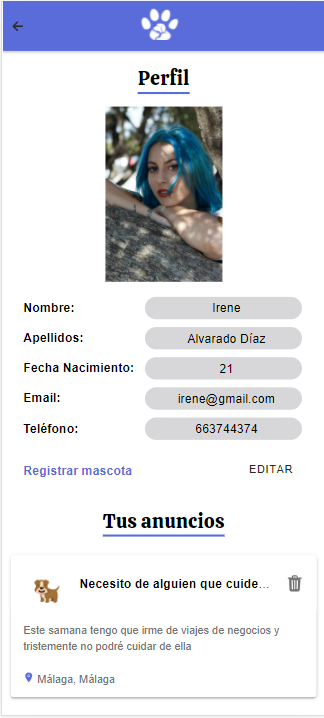 Perfil
Nombre: Irene
Apellidos: Alvarado Díaz
Fecha Nacimiento: 21
Email: irene@gmail.com
Teléfono: 663744374
Registrar mascota EDITAR
Tus anuncios
Necesito de alguien que cuide...
Este samana tengo que irme de viajes de negocios y
tristemente no podré cuidar de ella
Málaga, Málaga